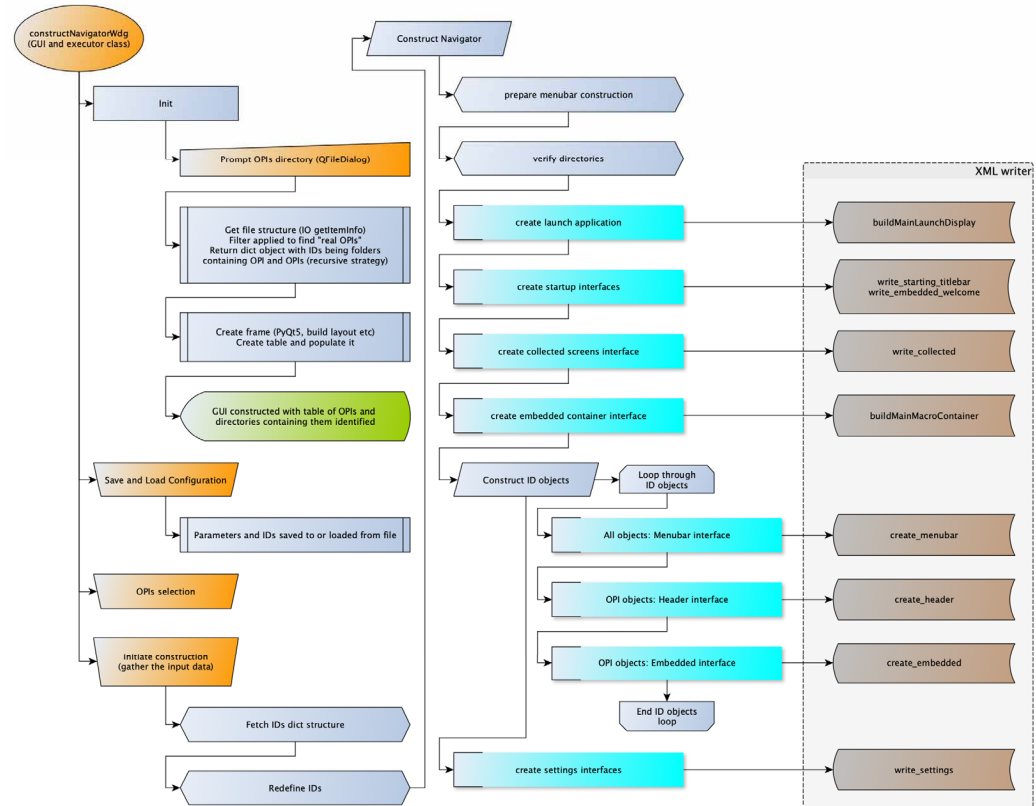 constructNavigatorWdg
(GUI and executor class)
Init
Prompt OPIs directory (QFileDialog)
Get file structure (IO getItemInfo)
Filter applied to find "real OPIs"
Return dict object with IDs being folders
containing OPI and OPIs (recursive strategy)
Create frame (PyQt5, build layout etc)
Create table and populate it
GUI constructed with table of OPIs and
directories containing them identified
Save and Load Configuration
Parameters and IDs saved to or loaded from file
OPIs selection
Initiate construction
(gather the input data)
Fetch IDs dict structure
Redefine IDs
Construct Navigator
prepare menubar construction
verify directories
create launch application
create startup interfaces
create collected screens interface
create embedded container interface
Construct ID objects
Loop through
ID objects
All objects: Menubar interface
OPI objects: Header interface
OPI objects: Embedded interface
End ID objects
loop
create settings interfaces
XML writer
buildMainLaunchDisplay
write_starting_titlebar
write_embedded_welcome
write_collected
buildMainMacroContainer
create_menubar
create_header
create_embedded
write_settings